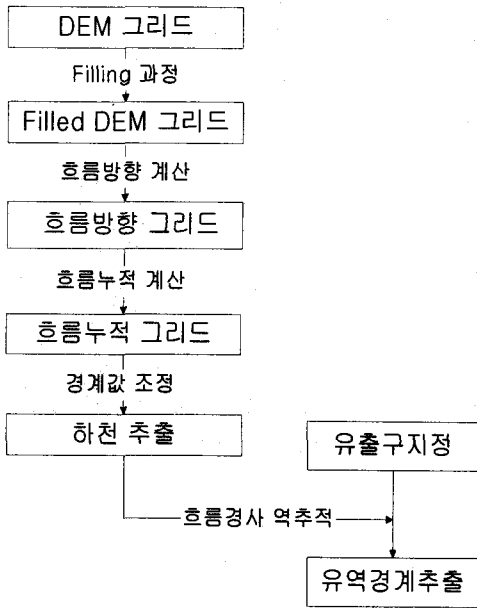 DEM 그리드
Filling 과정
Filled DEM 그리드
흐름방향 계산
흐름방향 그리드
흐름누적 계산
흐름누적 그리드
경계값 조정
하천 추출
유출구지정
흐름경사 역추적
유역경계추출